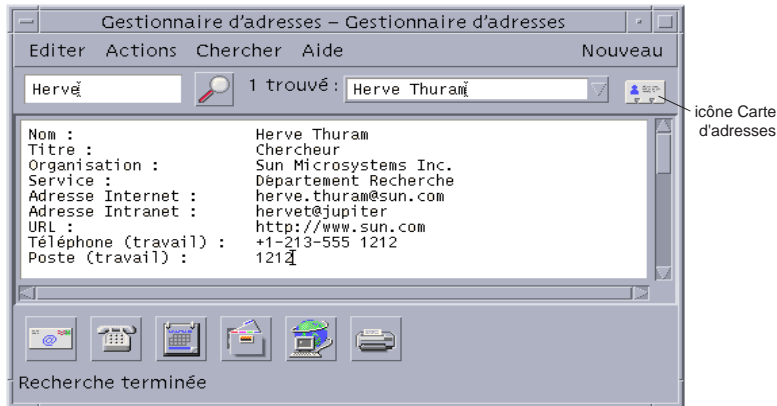 Gestionnaire d'adresses – Gestionnaire d'adresses
Editer Actions Chercher Aide Nouveau
Herve 1 trouvé : Herve Thuram
icône Carte
d'adresses
Nom : Herve Thuram
Titre : Chercheur
Organisation : Sun Microsystems Inc.
Service : Département Recherche
Adresse Internet : herve.thuram@sun.com
Adresse Intranet : hervet@jupiter
URL : http://www.sun.com
Téléphone (travail) : +1-213-555 1212
Poste (travail) : 1212
@
Recherche terminée